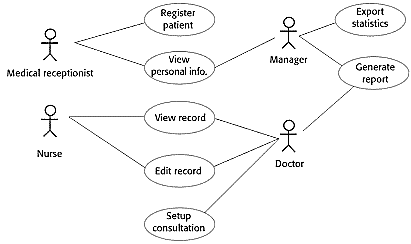 Register
patient
Export
statistics
Medical receptionist
View
personal info.
Manager
Generate
report
Nurse
View record
Edit record
Doctor
Setup
consultation